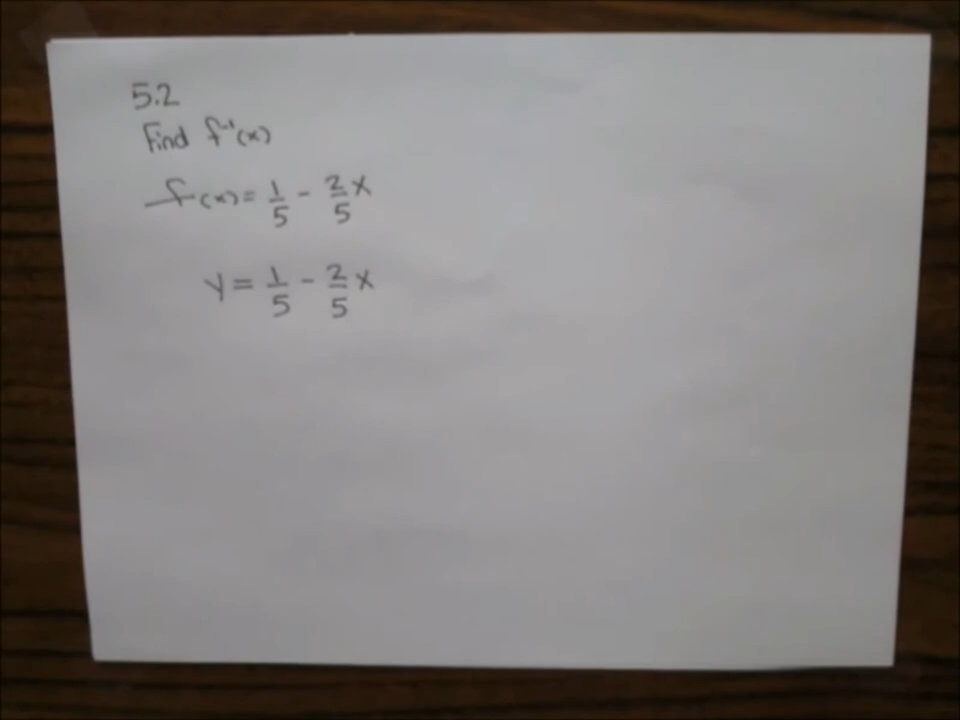 5.2
Find f⁻¹(x)
f(x) = 1/5 - 2/5 x
y = 1/5 - 2/5 x